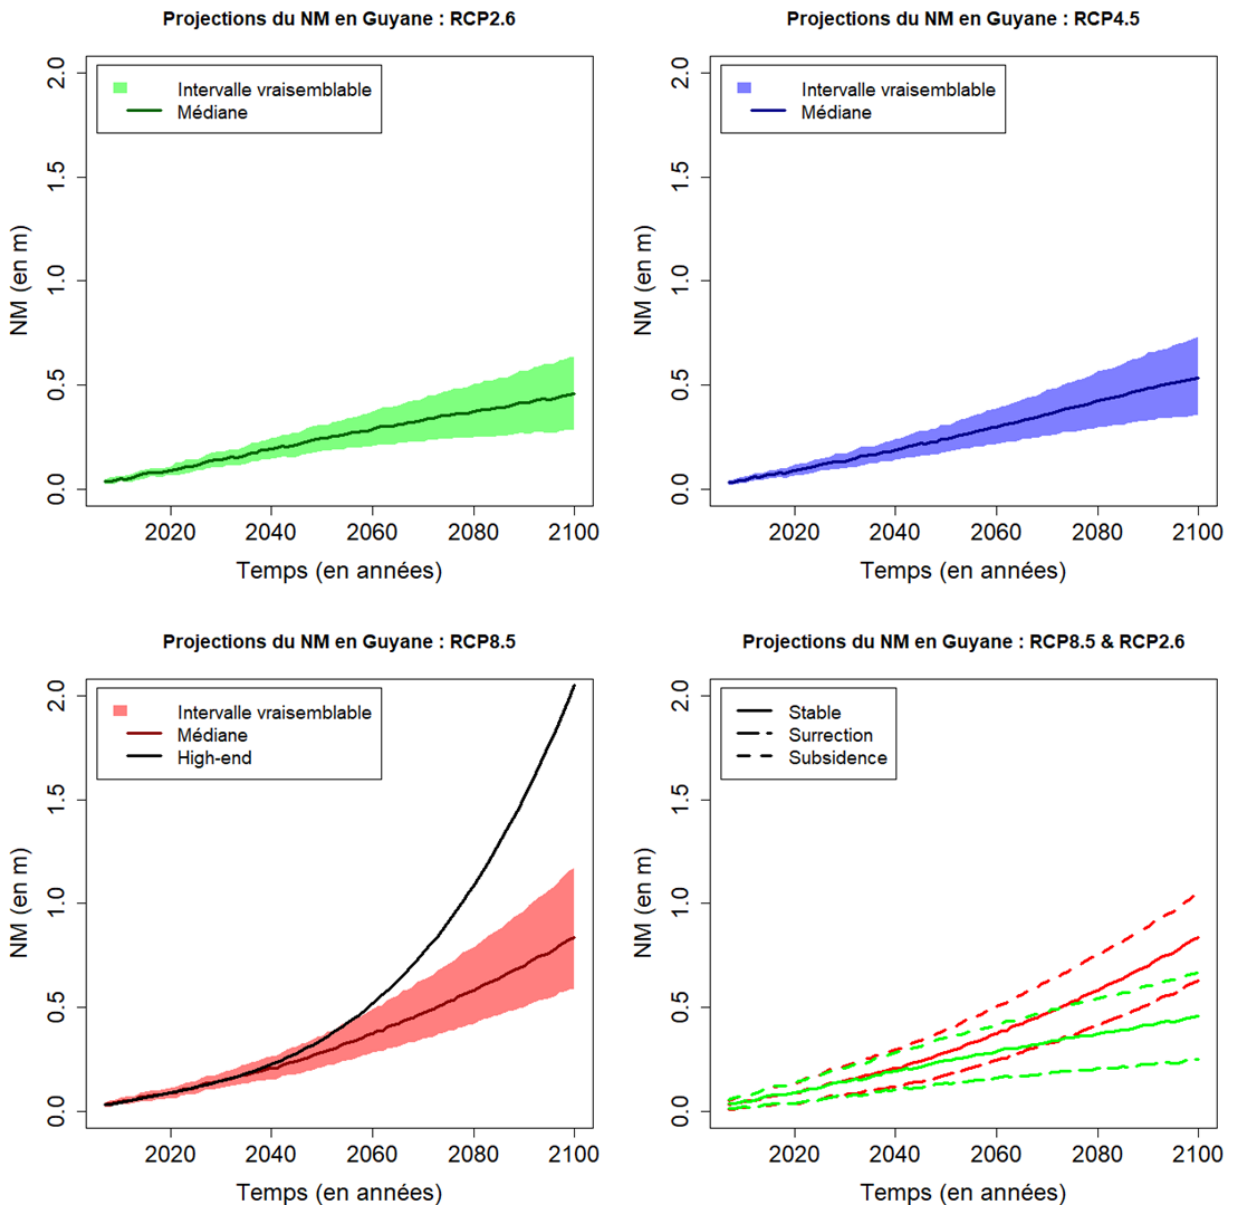 Projections du NM en Guyane : RCP2.6
Intervalle vraisemblable
Médiane
NM (en m)
2.0
1.5
1.0
0.5
0.0
2020 2040 2060 2080 2100
Temps (en années)
Projections du NM en Guyane : RCP4.5
Intervalle vraisemblable
Médiane
NM (en m)
2.0
1.5
1.0
0.5
0.0
2020 2040 2060 2080 2100
Temps (en années)
Projections du NM en Guyane : RCP8.5
Intervalle vraisemblable
Médiane
High-end
NM (en m)
2.0
1.5
1.0
0.5
0.0
2020 2040 2060 2080 2100
Temps (en années)
Projections du NM en Guyane : RCP8.5 & RCP2.6
Stable
Surrection
Subsidence
NM (en m)
2.0
1.5
1.0
0.5
0.0
2020 2040 2060 2080 2100
Temps (en années)